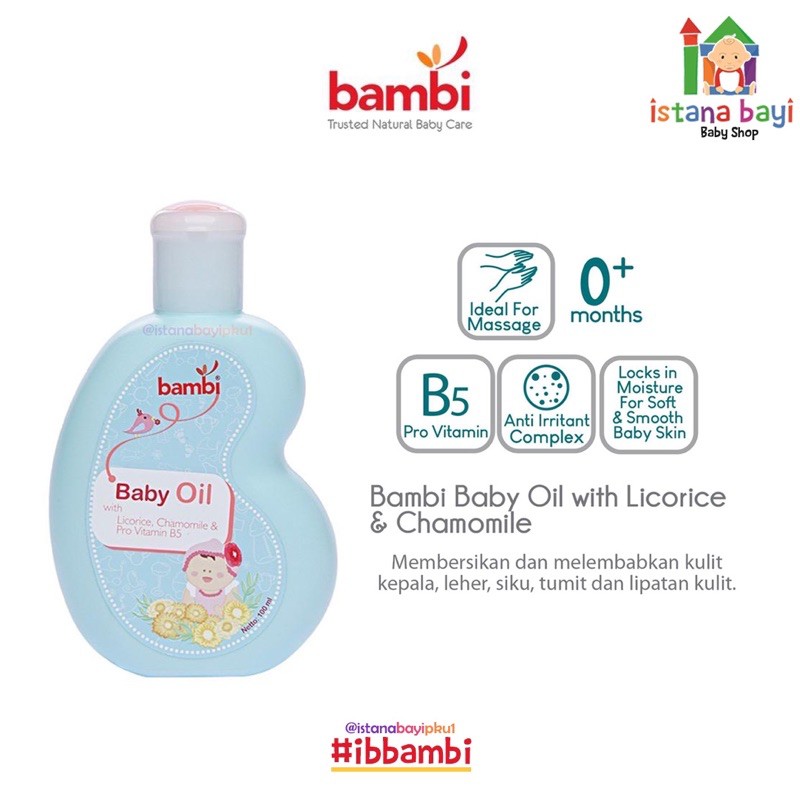 bambi
Trusted Natural Baby Care
istana bayi
Baby Shop
Ideal For
Massage
0+
months
B5
Pro Vitamin
Anti Irritant
Complex
Locks in
Moisture
For Soft
& Smooth
Baby Skin
@istanabayipku1
bambi®
Baby Oil
with
Licorice, Chamomile &
Pro Vitamin B5
Netto: 100 ml
Bambi Baby Oil with Licorice
& Chamomile
Membersikan dan melembabkan kulit
kepala, leher, siku, tumit dan lipatan kulit.
@istanabayipku1
#ibbambi